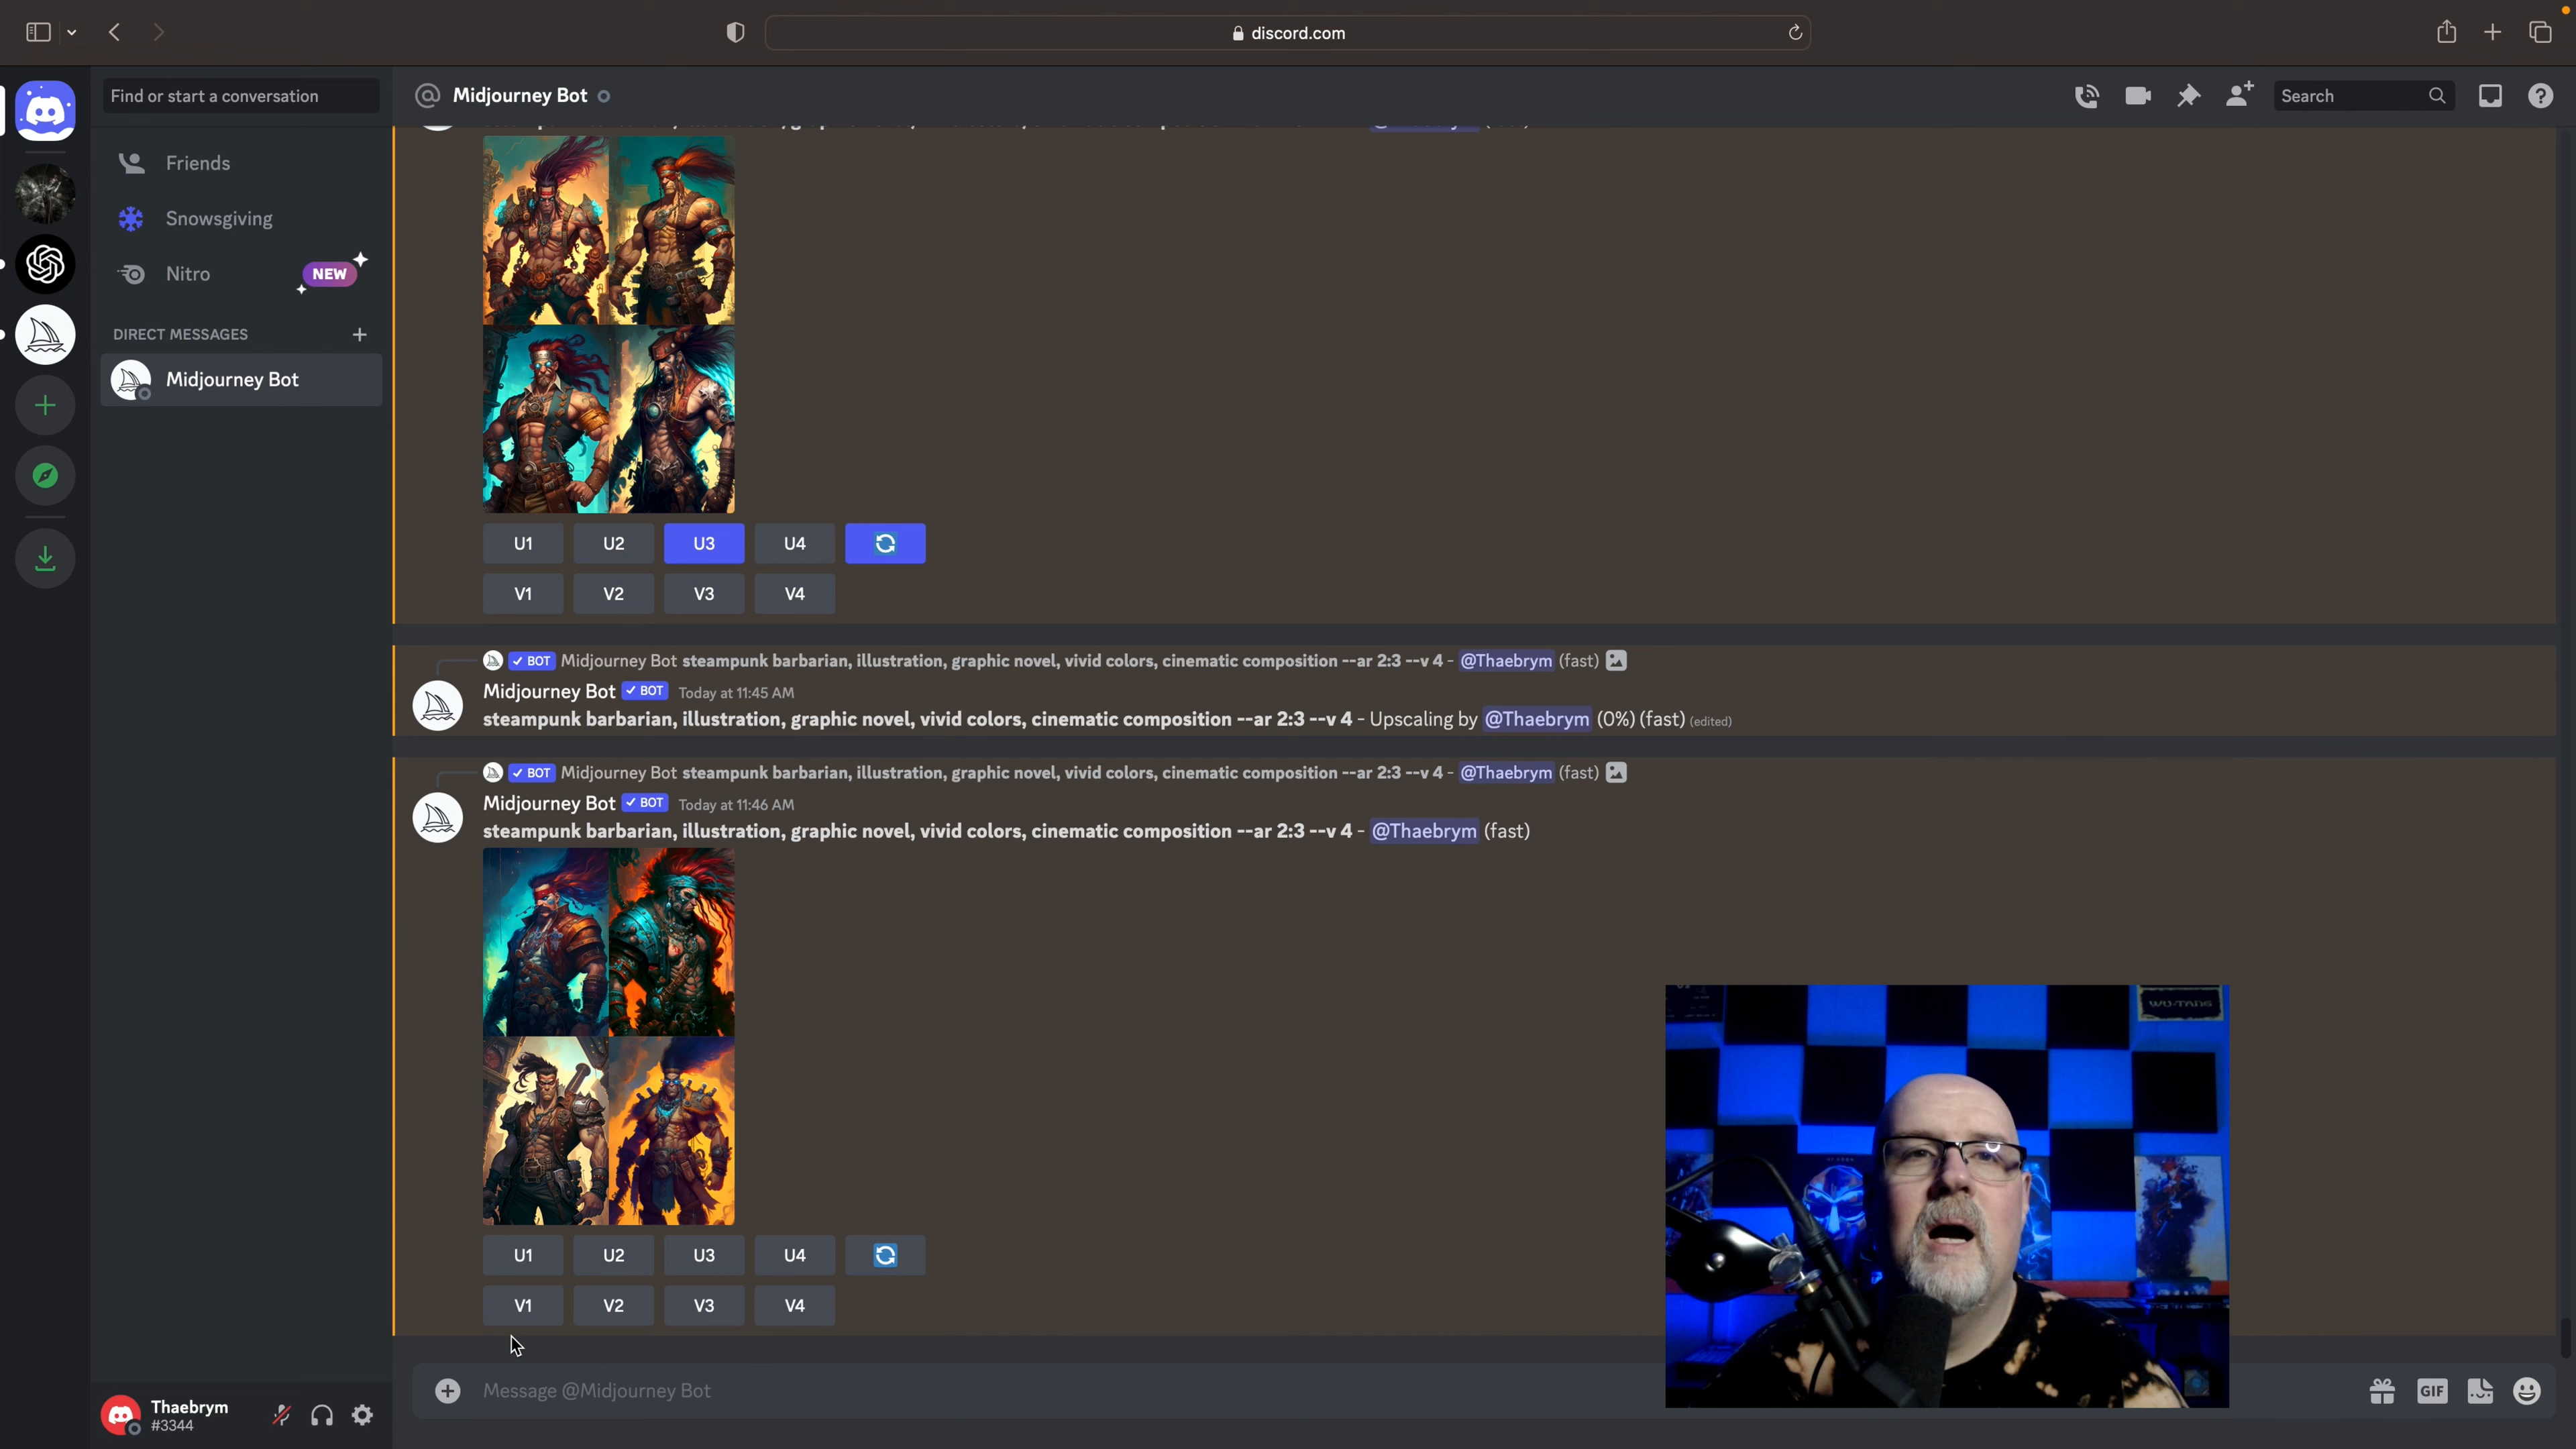 discord.com
Find or start a conversation
Midjourney Bot
Search
Friends
Snowsgiving
Nitro
NEW
DIRECT MESSAGES
Midjourney Bot
U1 U2 U3 U4
V1 V2 V3 V4
BOT Midjourney Bot steampunk barbarian, illustration, graphic novel, vivid colors, cinematic composition --ar 2:3 --v 4 - @Thaebrym (fast)
Midjourney Bot BOT Today at 11:45 AM
steampunk barbarian, illustration, graphic novel, vivid colors, cinematic composition --ar 2:3 --v 4 - Upscaling by @Thaebrym (0%) (fast) (edited)
BOT Midjourney Bot steampunk barbarian, illustration, graphic novel, vivid colors, cinematic composition --ar 2:3 --v 4 - @Thaebrym (fast)
Midjourney Bot BOT Today at 11:46 AM
steampunk barbarian, illustration, graphic novel, vivid colors, cinematic composition --ar 2:3 --v 4 - @Thaebrym (fast)
U1 U2 U3 U4
V1 V2 V3 V4
Message @Midjourney Bot
GIF
Thaebrym
#3344